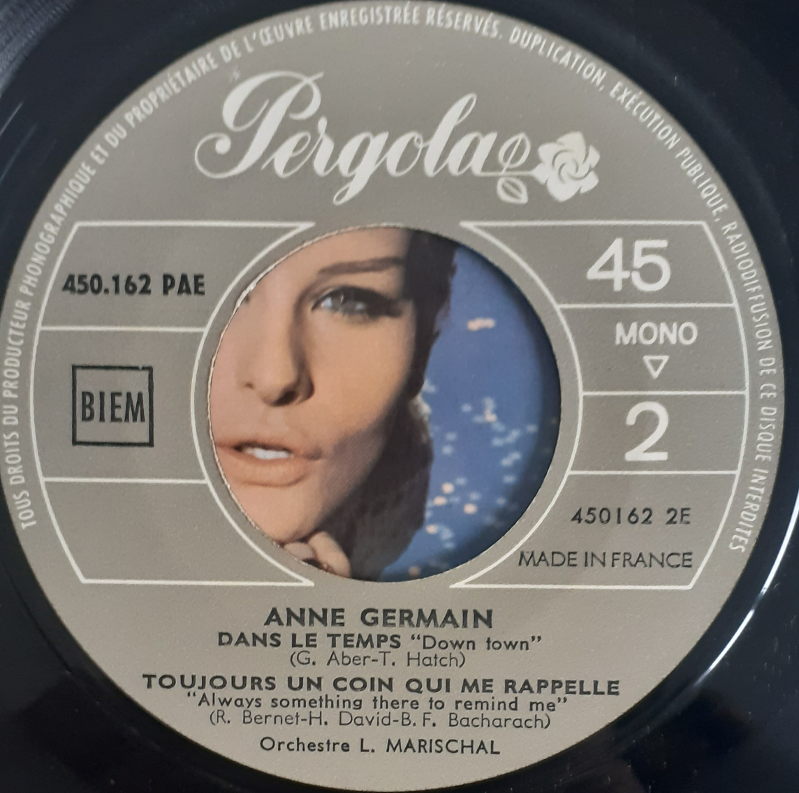 TOUS DROITS DU PRODUCTEUR PHONOGRAPHIQUE ET DU PROPRIÉTAIRE DE L'ŒUVRE ENREGISTRÉE RÉSERVÉS. DUPLICATION, EXÉCUTION PUBLIQUE, RADIODIFFUSION DE CE DISQUE INTERDITES
Pergola
450.162 PAE
BIEM
45
MONO
2
450162 2E
MADE IN FRANCE
ANNE GERMAIN
DANS LE TEMPS "Down town"
(G. Aber-T. Hatch)
TOUJOURS UN COIN QUI ME RAPPELLE
"Always something there to remind me"
(R. Bernet-H. David-B. F. Bacharach)
Orchestre L. MARISCHAL